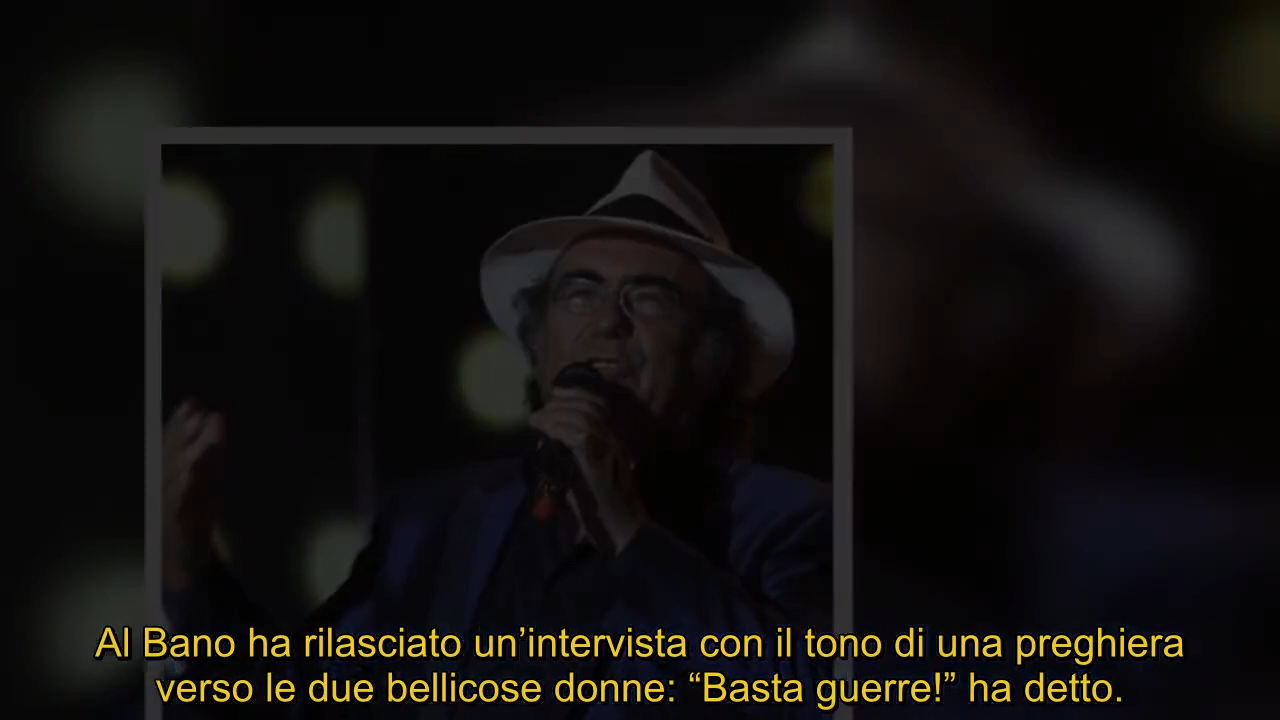 Al Bano ha rilasciato un’intervista con il tono di una preghiera
verso le due bellicose donne: “Basta guerre!” ha detto.